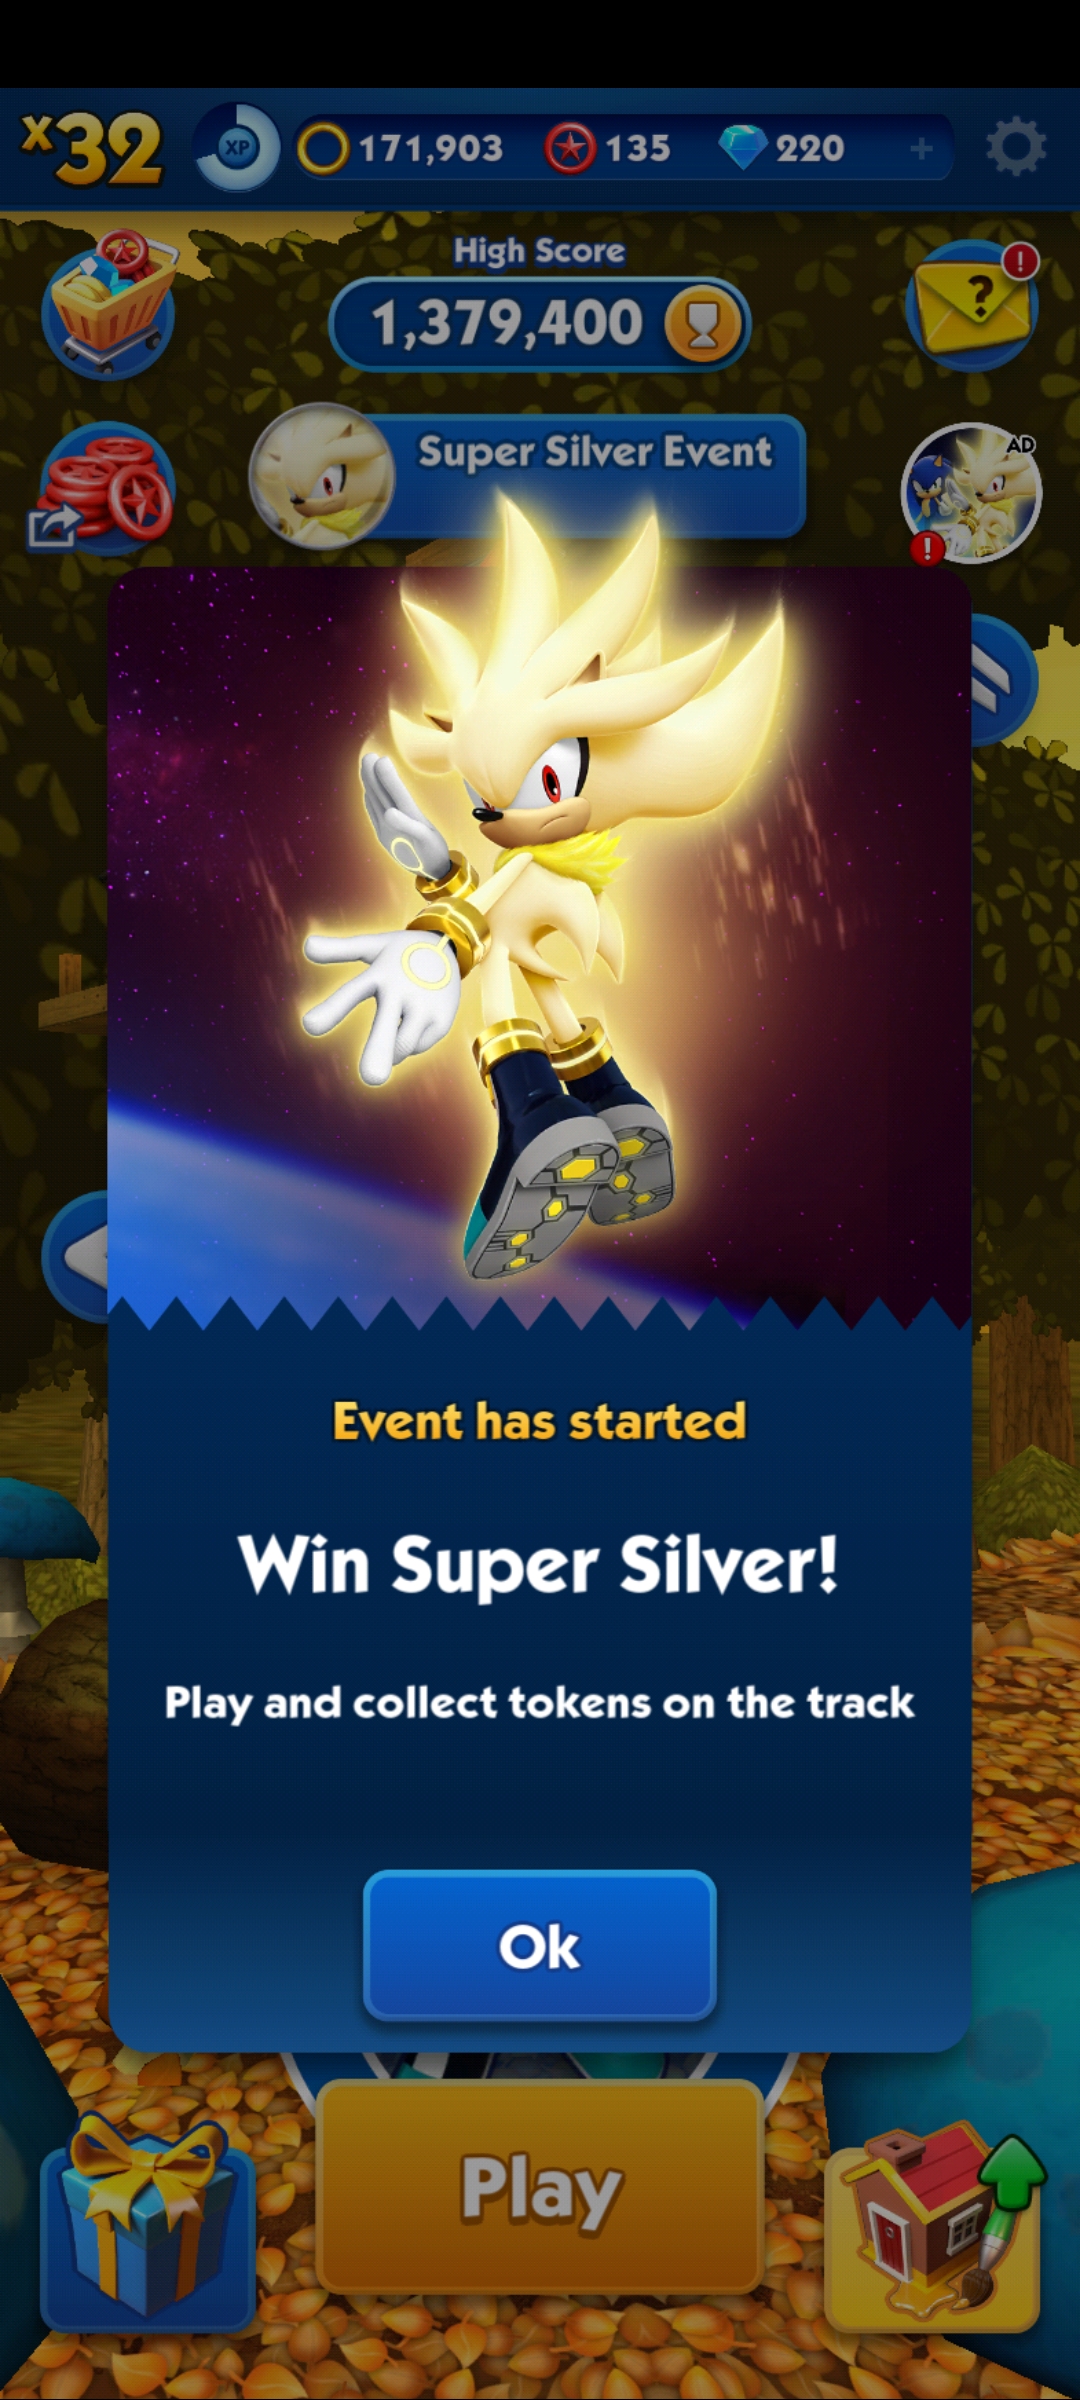 x32
XP
171,903
135
220
+
High Score
1,379,400
?
!
Super Silver Event
AD
!
Event has started
Win Super Silver!
Play and collect tokens on the track
Ok
Play